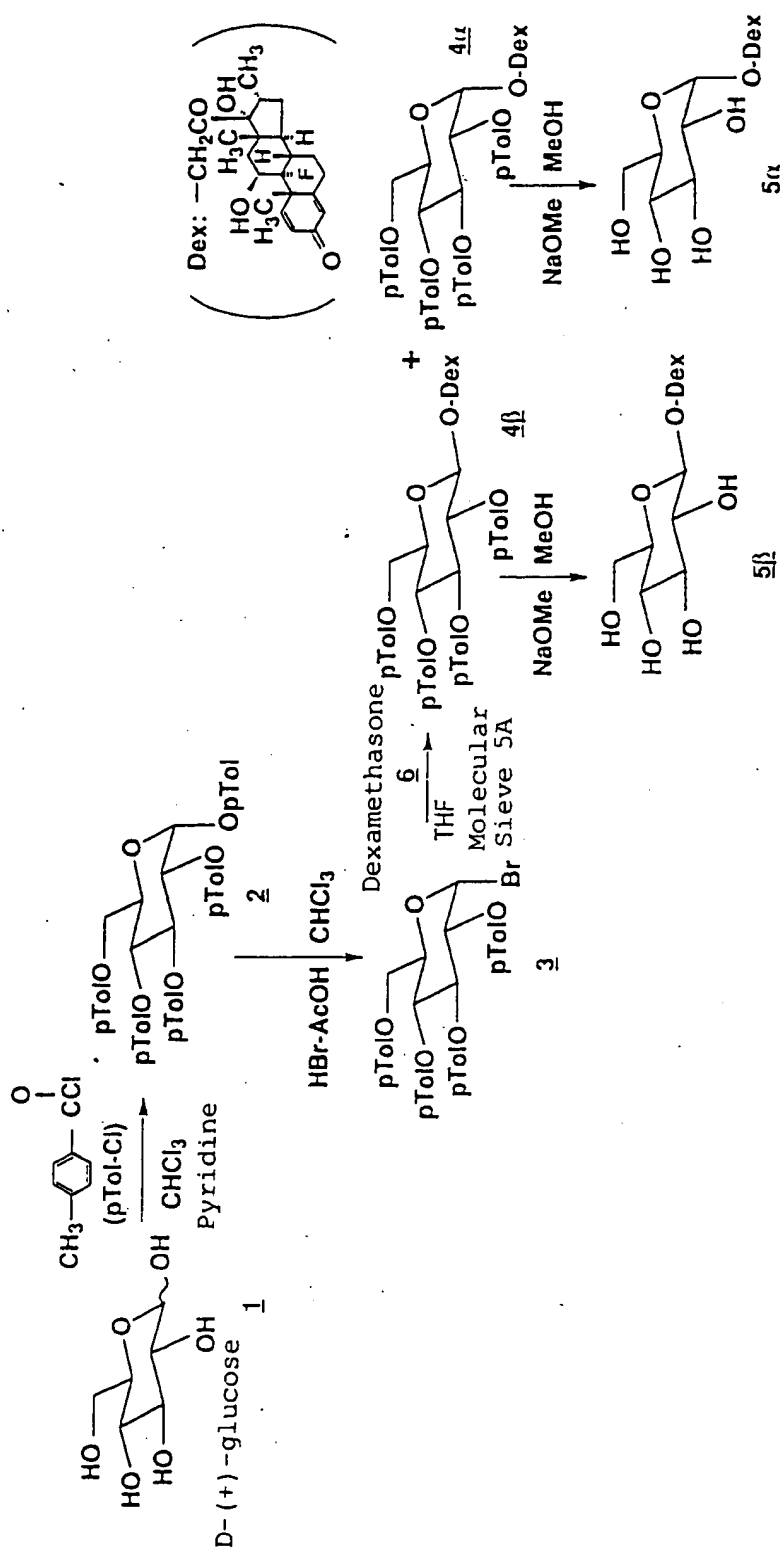 HO
HO
HO
OH
O
OH
D-(+)-glucose
1
CH₃
O
CCl
(pTol-Cl)
CHCl₃
Pyridine
pTolO
pTolO
pTolO
pTolO
O
OpTol
2
HBr-AcOH CHCl₃
pTolO
pTolO
pTolO
pTolO
O
Br
3
Dexamethasone
6
THF
Molecular
Sieve 5A
pTolO
pTolO
pTolO
pTolO
O
O-Dex
4β
+
pTolO
pTolO
pTolO
pTolO
O
O-Dex
4α
Dex: —CH₂CO
OH
CH₃
H₃C
HO
H₃C
H
H
F
O
NaOMe MeOH
NaOMe MeOH
HO
HO
HO
OH
O
O-Dex
5β
HO
HO
HO
OH
O
O-Dex
5α